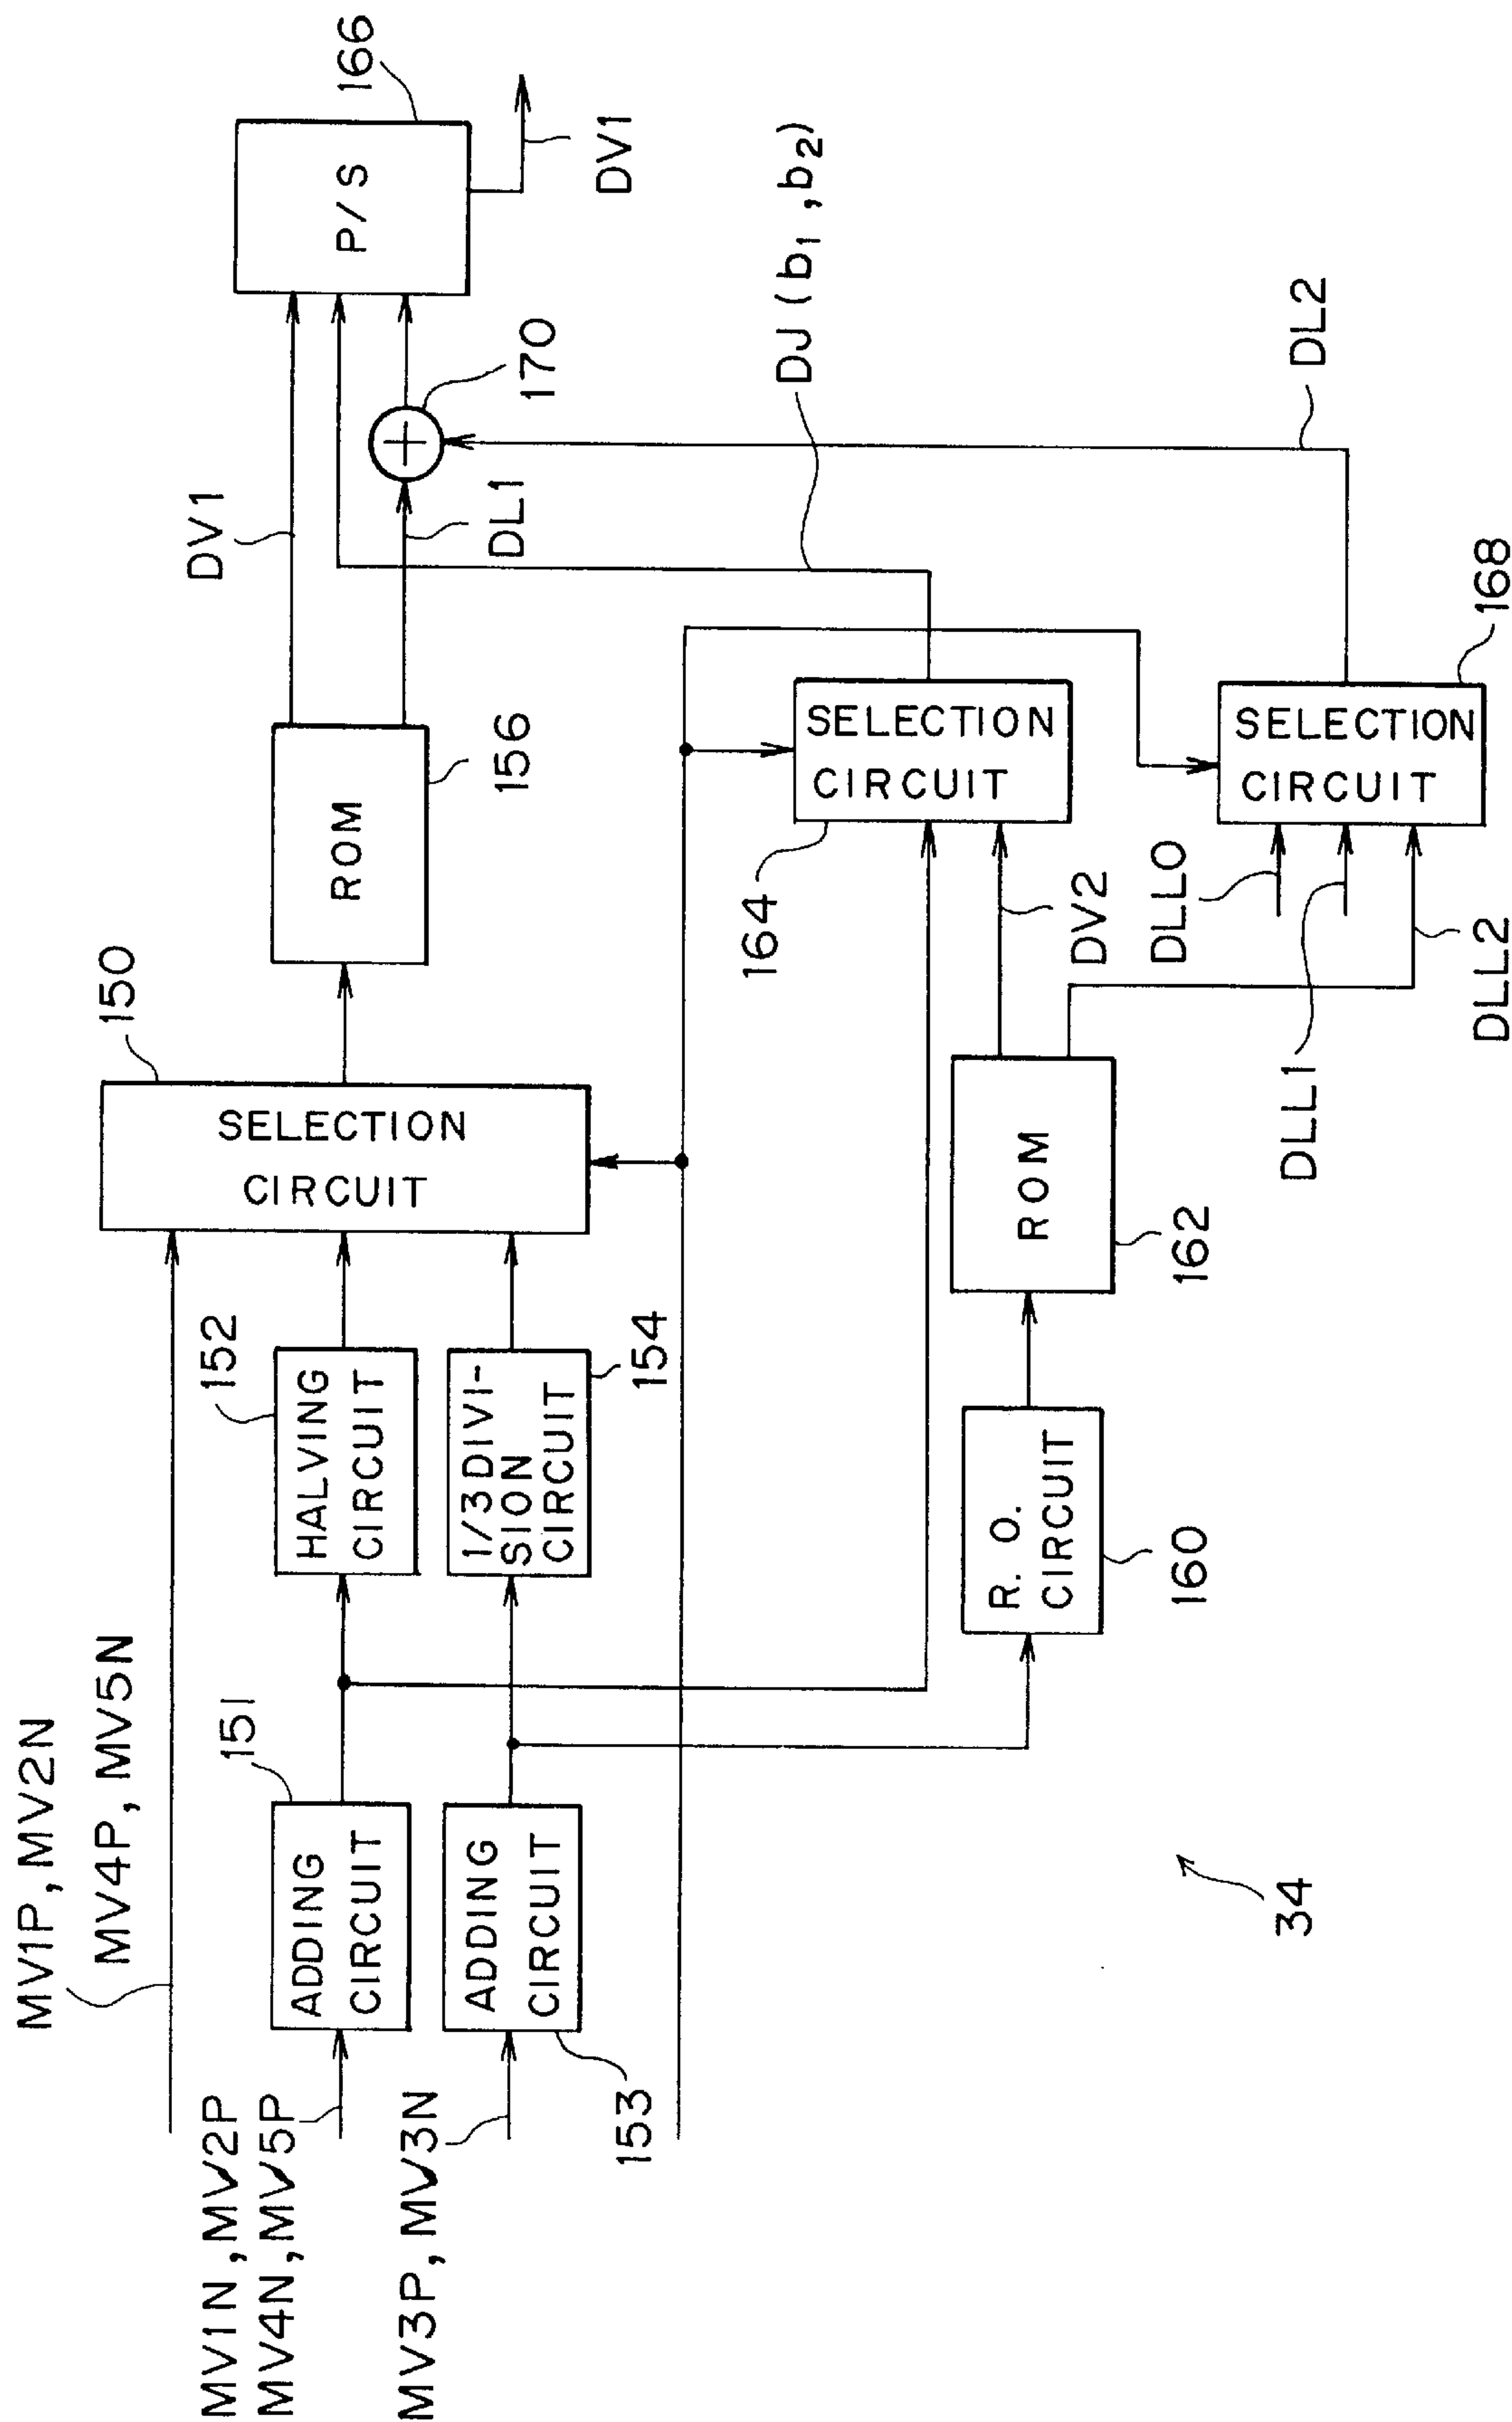 MV1P, MV2N
MV4P, MV5N
MV1N, MV2P
MV4N, MV5P
MV3P, MV3N
151
ADDING
CIRCUIT
153
ADDING
CIRCUIT
152
HALVING
CIRCUIT
154
1/3 DIVI-
SION
CIRCUIT
150
SELECTION
CIRCUIT
156
ROM
DV1
DL1
170
+
166
P/S
DV1
160
R. O.
CIRCUIT
162
ROM
DV2
164
SELECTION
CIRCUIT
DJ (b1, b2)
DLL0
DLL1
DLL2
168
SELECTION
CIRCUIT
DL2
34